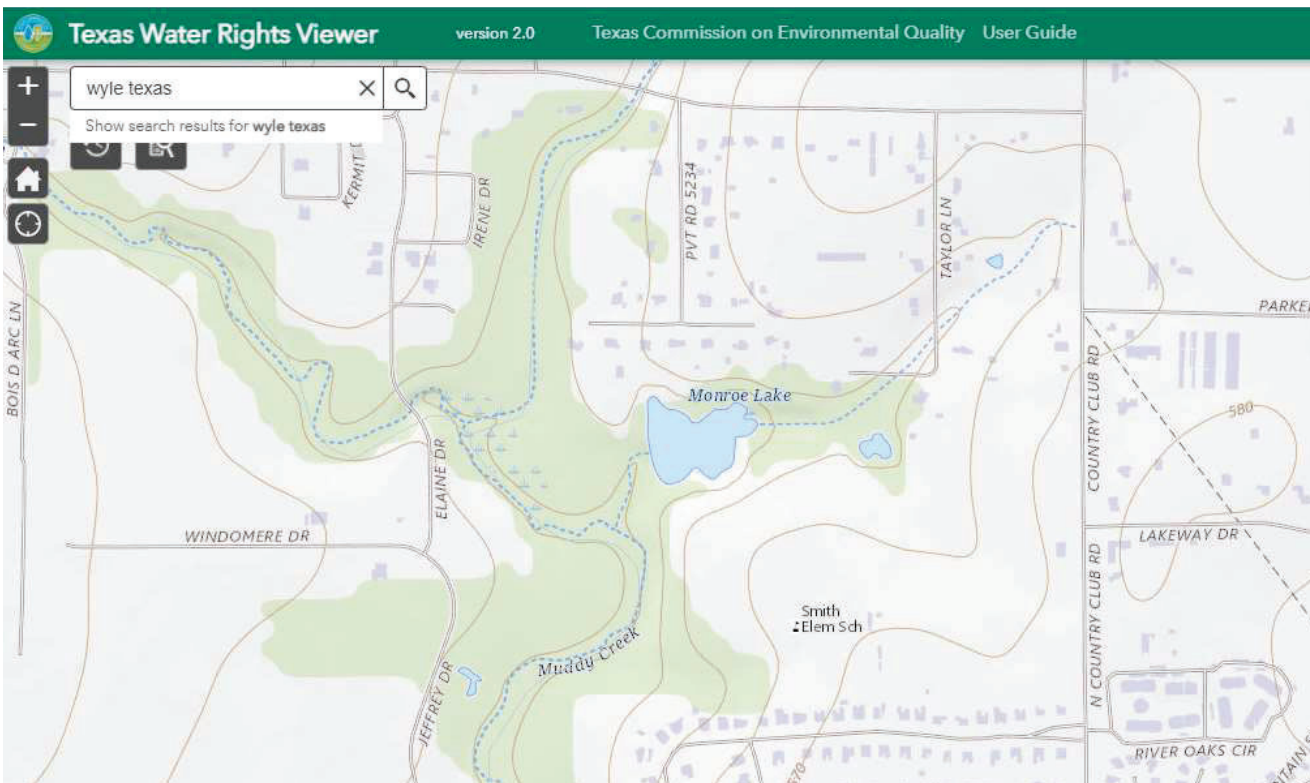 Texas Water Rights Viewer version 2.0 Texas Commission on Environmental Quality User Guide
+
wyle texas
−
Show search results for wyle texas
KERMIT D
IRENE DR
PVT RD 5234
TAYLOR LN
BOIS D ARC LN
PARKER
Monroe Lake
COUNTRY CLUB RD
580
ELAINE DR
WINDOMERE DR
LAKEWAY DR
Smith
Elem Sch
N COUNTRY CLUB RD
Muddy Creek
JEFFREY DR
RIVER OAKS CIR
570